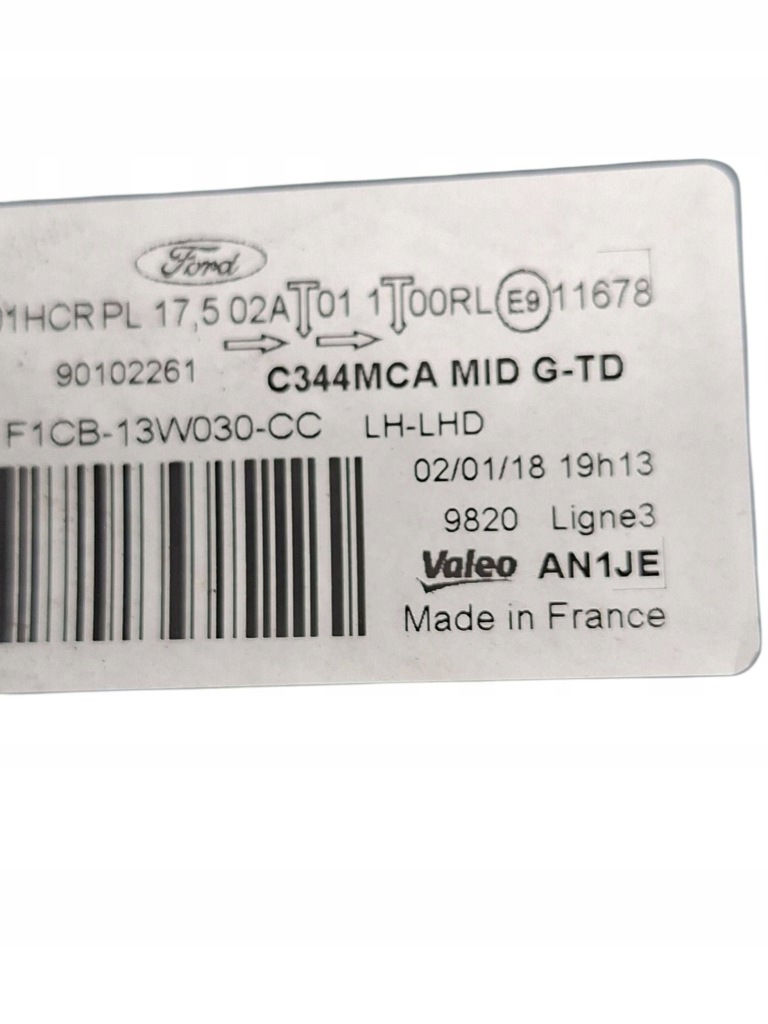 Ford
01HCR PL 17,5 02A 01 1 00RL E9 11678
90102261 C344MCA MID G-TD
F1CB-13W030-CC LH-LHD
02/01/18 19h13
9820 Ligne3
Valeo AN1JE
Made in France